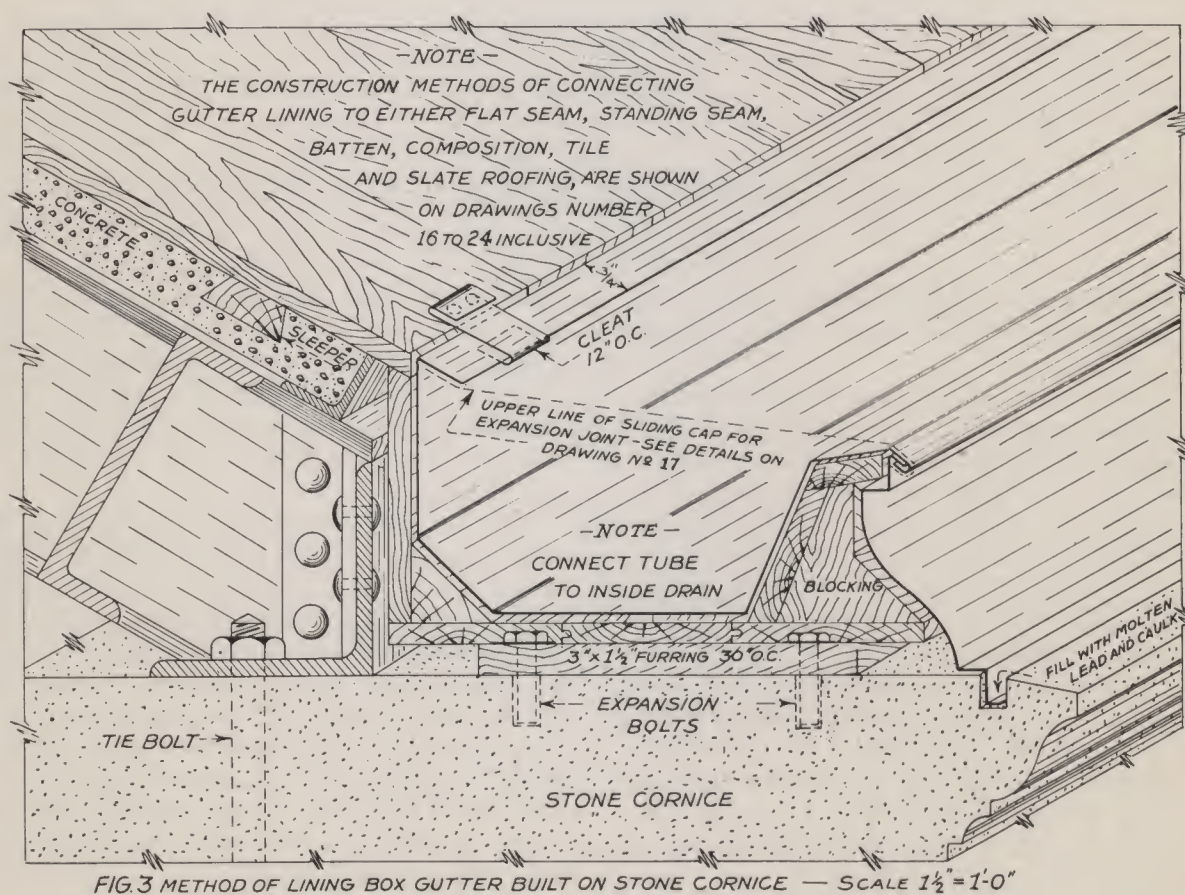 -NOTE-
THE CONSTRUCTION METHODS OF CONNECTING
GUTTER LINING TO EITHER FLAT SEAM, STANDING SEAM,
BATTEN, COMPOSITION, TILE
AND SLATE ROOFING, ARE SHOWN
ON DRAWINGS NUMBER
16 TO 24 INCLUSIVE
CONCRETE
SLEEPER
3/4"
CLEAT
12" O.C.
UPPER LINE OF SLIDING CAP FOR
EXPANSION JOINT-SEE DETAILS ON
DRAWING Nº 17
-NOTE-
CONNECT TUBE
TO INSIDE DRAIN
BLOCKING
FILL WITH MOLTEN
LEAD AND CAULK
3"x1½" FURRING 30" O.C.
EXPANSION
BOLTS
TIE BOLT
STONE CORNICE
FIG. 3 METHOD OF LINING BOX GUTTER BUILT ON STONE CORNICE — SCALE 1½"=1'-0"